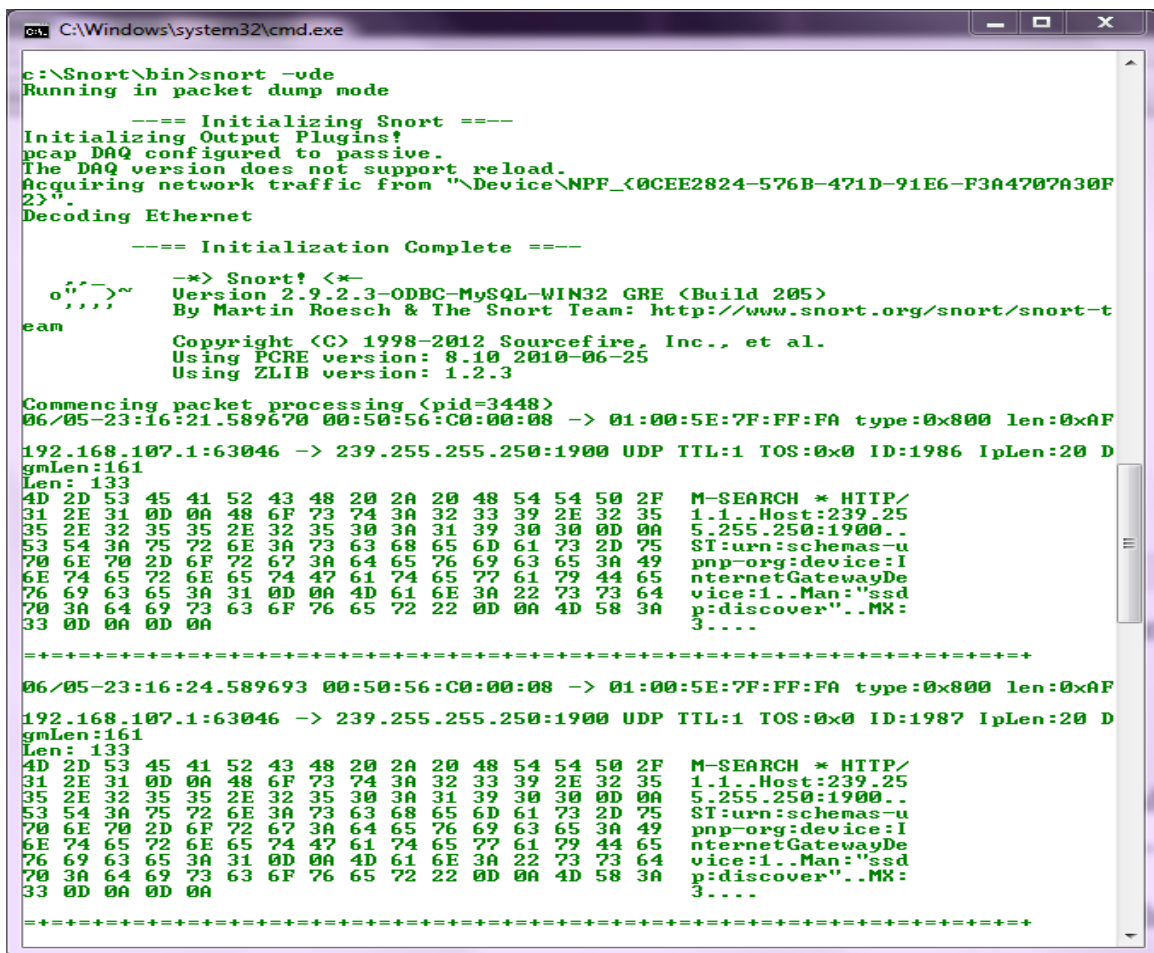 C:\Windows\system32\cmd.exe
c:\Snort\bin>snort -vde
Running in packet dump mode
--== Initializing Snort ==--
Initializing Output Plugins!
pcap DAQ configured to passive.
The DAQ version does not support reload.
Acquiring network traffic from "\Device\NPF_{0CEE2824-576B-471D-91E6-F3A4707A30F
2}".
Decoding Ethernet
--== Initialization Complete ==--
,,_     -*> Snort! <*-
o"  )~   Version 2.9.2.3-ODBC-MySQL-WIN32 GRE (Build 205)
''''    By Martin Roesch & The Snort Team: http://www.snort.org/snort/snort-t
eam
Copyright (C) 1998-2012 Sourcefire, Inc., et al.
Using PCRE version: 8.10 2010-06-25
Using ZLIB version: 1.2.3
Commencing packet processing (pid=3448)
06/05-23:16:21.589670 00:50:56:C0:00:08 -> 01:00:5E:7F:FF:FA type:0x800 len:0xAF
192.168.107.1:63046 -> 239.255.255.250:1900 UDP TTL:1 TOS:0x0 ID:1986 IpLen:20 D
gmLen:161
Len: 133
4D 2D 53 45 41 52 43 48 20 2A 20 48 54 54 50 2F  M-SEARCH * HTTP/
31 2E 31 0D 0A 48 6F 73 74 3A 32 33 39 2E 32 35  1.1..Host:239.25
35 2E 32 35 35 2E 32 35 30 3A 31 39 30 30 0D 0A  5.255.250:1900..
53 54 3A 75 72 6E 3A 73 63 68 65 6D 61 73 2D 75  ST:urn:schemas-u
70 6E 70 2D 6F 72 67 3A 64 65 76 69 63 65 3A 49  pnp-org:device:I
6E 74 65 72 6E 65 74 47 61 74 65 77 61 79 44 65  nternetGatewayDe
76 69 63 65 3A 31 0D 0A 4D 61 6E 3A 22 73 73 64  vice:1..Man:"ssd
70 3A 64 69 73 63 6F 76 65 72 22 0D 0A 4D 58 3A  p:discover"..MX:
33 0D 0A 0D 0A  3....
=+=+=+=+=+=+=+=+=+=+=+=+=+=+=+=+=+=+=+=+=+=+=+=+=+=+=+=+=+=+=+=+=+=+=+=+=+
06/05-23:16:24.589693 00:50:56:C0:00:08 -> 01:00:5E:7F:FF:FA type:0x800 len:0xAF
192.168.107.1:63046 -> 239.255.255.250:1900 UDP TTL:1 TOS:0x0 ID:1987 IpLen:20 D
gmLen:161
Len: 133
4D 2D 53 45 41 52 43 48 20 2A 20 48 54 54 50 2F  M-SEARCH * HTTP/
31 2E 31 0D 0A 48 6F 73 74 3A 32 33 39 2E 32 35  1.1..Host:239.25
35 2E 32 35 35 2E 32 35 30 3A 31 39 30 30 0D 0A  5.255.250:1900..
53 54 3A 75 72 6E 3A 73 63 68 65 6D 61 73 2D 75  ST:urn:schemas-u
70 6E 70 2D 6F 72 67 3A 64 65 76 69 63 65 3A 49  pnp-org:device:I
6E 74 65 72 6E 65 74 47 61 74 65 77 61 79 44 65  nternetGatewayDe
76 69 63 65 3A 31 0D 0A 4D 61 6E 3A 22 73 73 64  vice:1..Man:"ssd
70 3A 64 69 73 63 6F 76 65 72 22 0D 0A 4D 58 3A  p:discover"..MX:
33 0D 0A 0D 0A  3....
=+=+=+=+=+=+=+=+=+=+=+=+=+=+=+=+=+=+=+=+=+=+=+=+=+=+=+=+=+=+=+=+=+=+=+=+=+